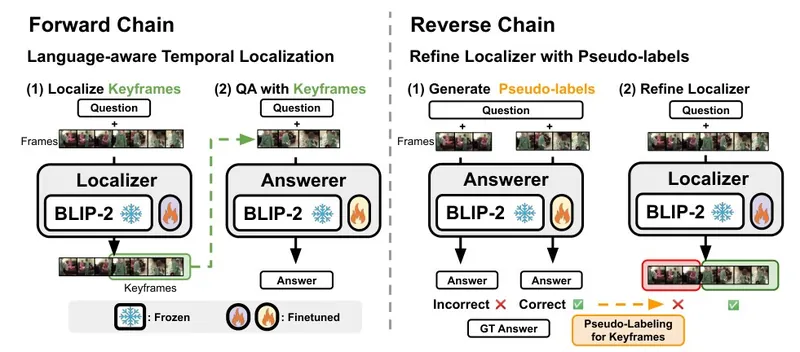 Forward Chain
Language-aware Temporal Localization
(1) Localize Keyframes
Question
+
Frames
Localizer
BLIP-2
Keyframes
(2) QA with Keyframes
Question
+
Answerer
BLIP-2
Answer
: Frozen
: Finetuned
Reverse Chain
Refine Localizer with Pseudo-labels
(1) Generate Pseudo-labels
Question
+ +
Frames
Answerer
BLIP-2
Answer Answer
Incorrect ❌ Correct ✅
GT Answer
(2) Refine Localizer
Question
+
Localizer
BLIP-2
❌ ✅
Pseudo-Labeling
for Keyframes